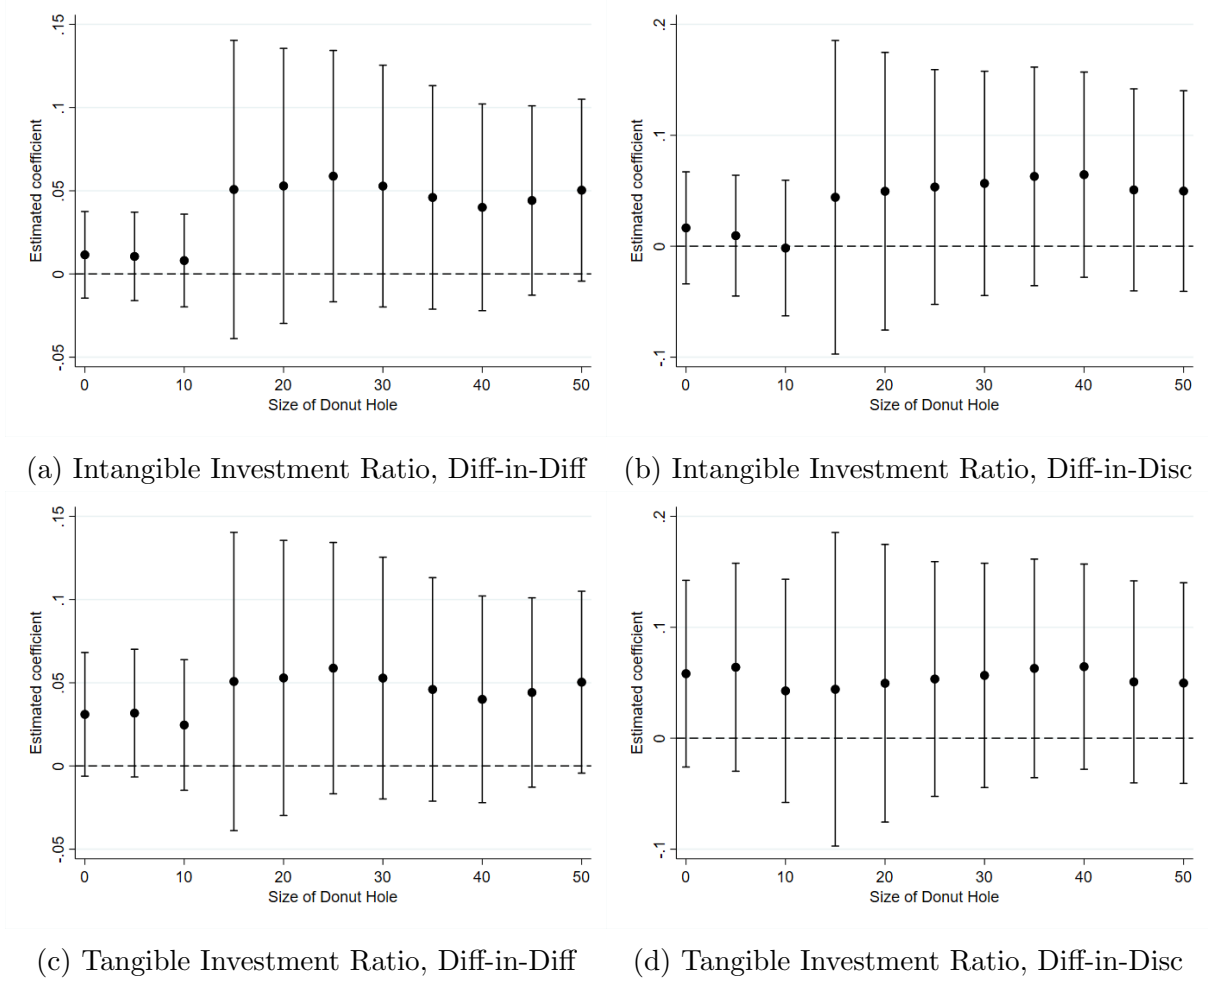 .15
.1
.05
0
-.05
Estimated coefficient
0 10 20 30 40 50
Size of Donut Hole
(a) Intangible Investment Ratio, Diff-in-Diff
.2
.1
0
-.1
Estimated coefficient
0 10 20 30 40 50
Size of Donut Hole
(b) Intangible Investment Ratio, Diff-in-Disc
.15
.1
.05
0
-.05
Estimated coefficient
0 10 20 30 40 50
Size of Donut Hole
(c) Tangible Investment Ratio, Diff-in-Diff
.2
.1
0
-.1
Estimated coefficient
0 10 20 30 40 50
Size of Donut Hole
(d) Tangible Investment Ratio, Diff-in-Disc